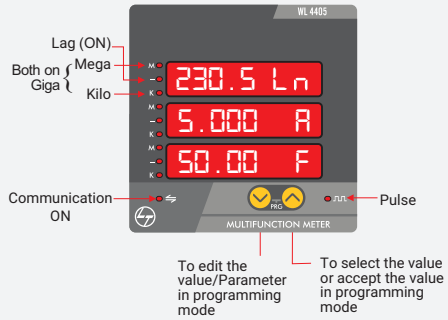 WL 4405
Lag (ON)
Mega
Both on
Giga
Kilo
M
–
K
230.5 Ln
M
–
K
5.000 A
M
–
K
50.00 F
Communication
ON
PRG
Pulse
MULTIFUNCTION METER
To edit the
value/Parameter
in programming
mode
To select the value
or accept the value
in programming
mode